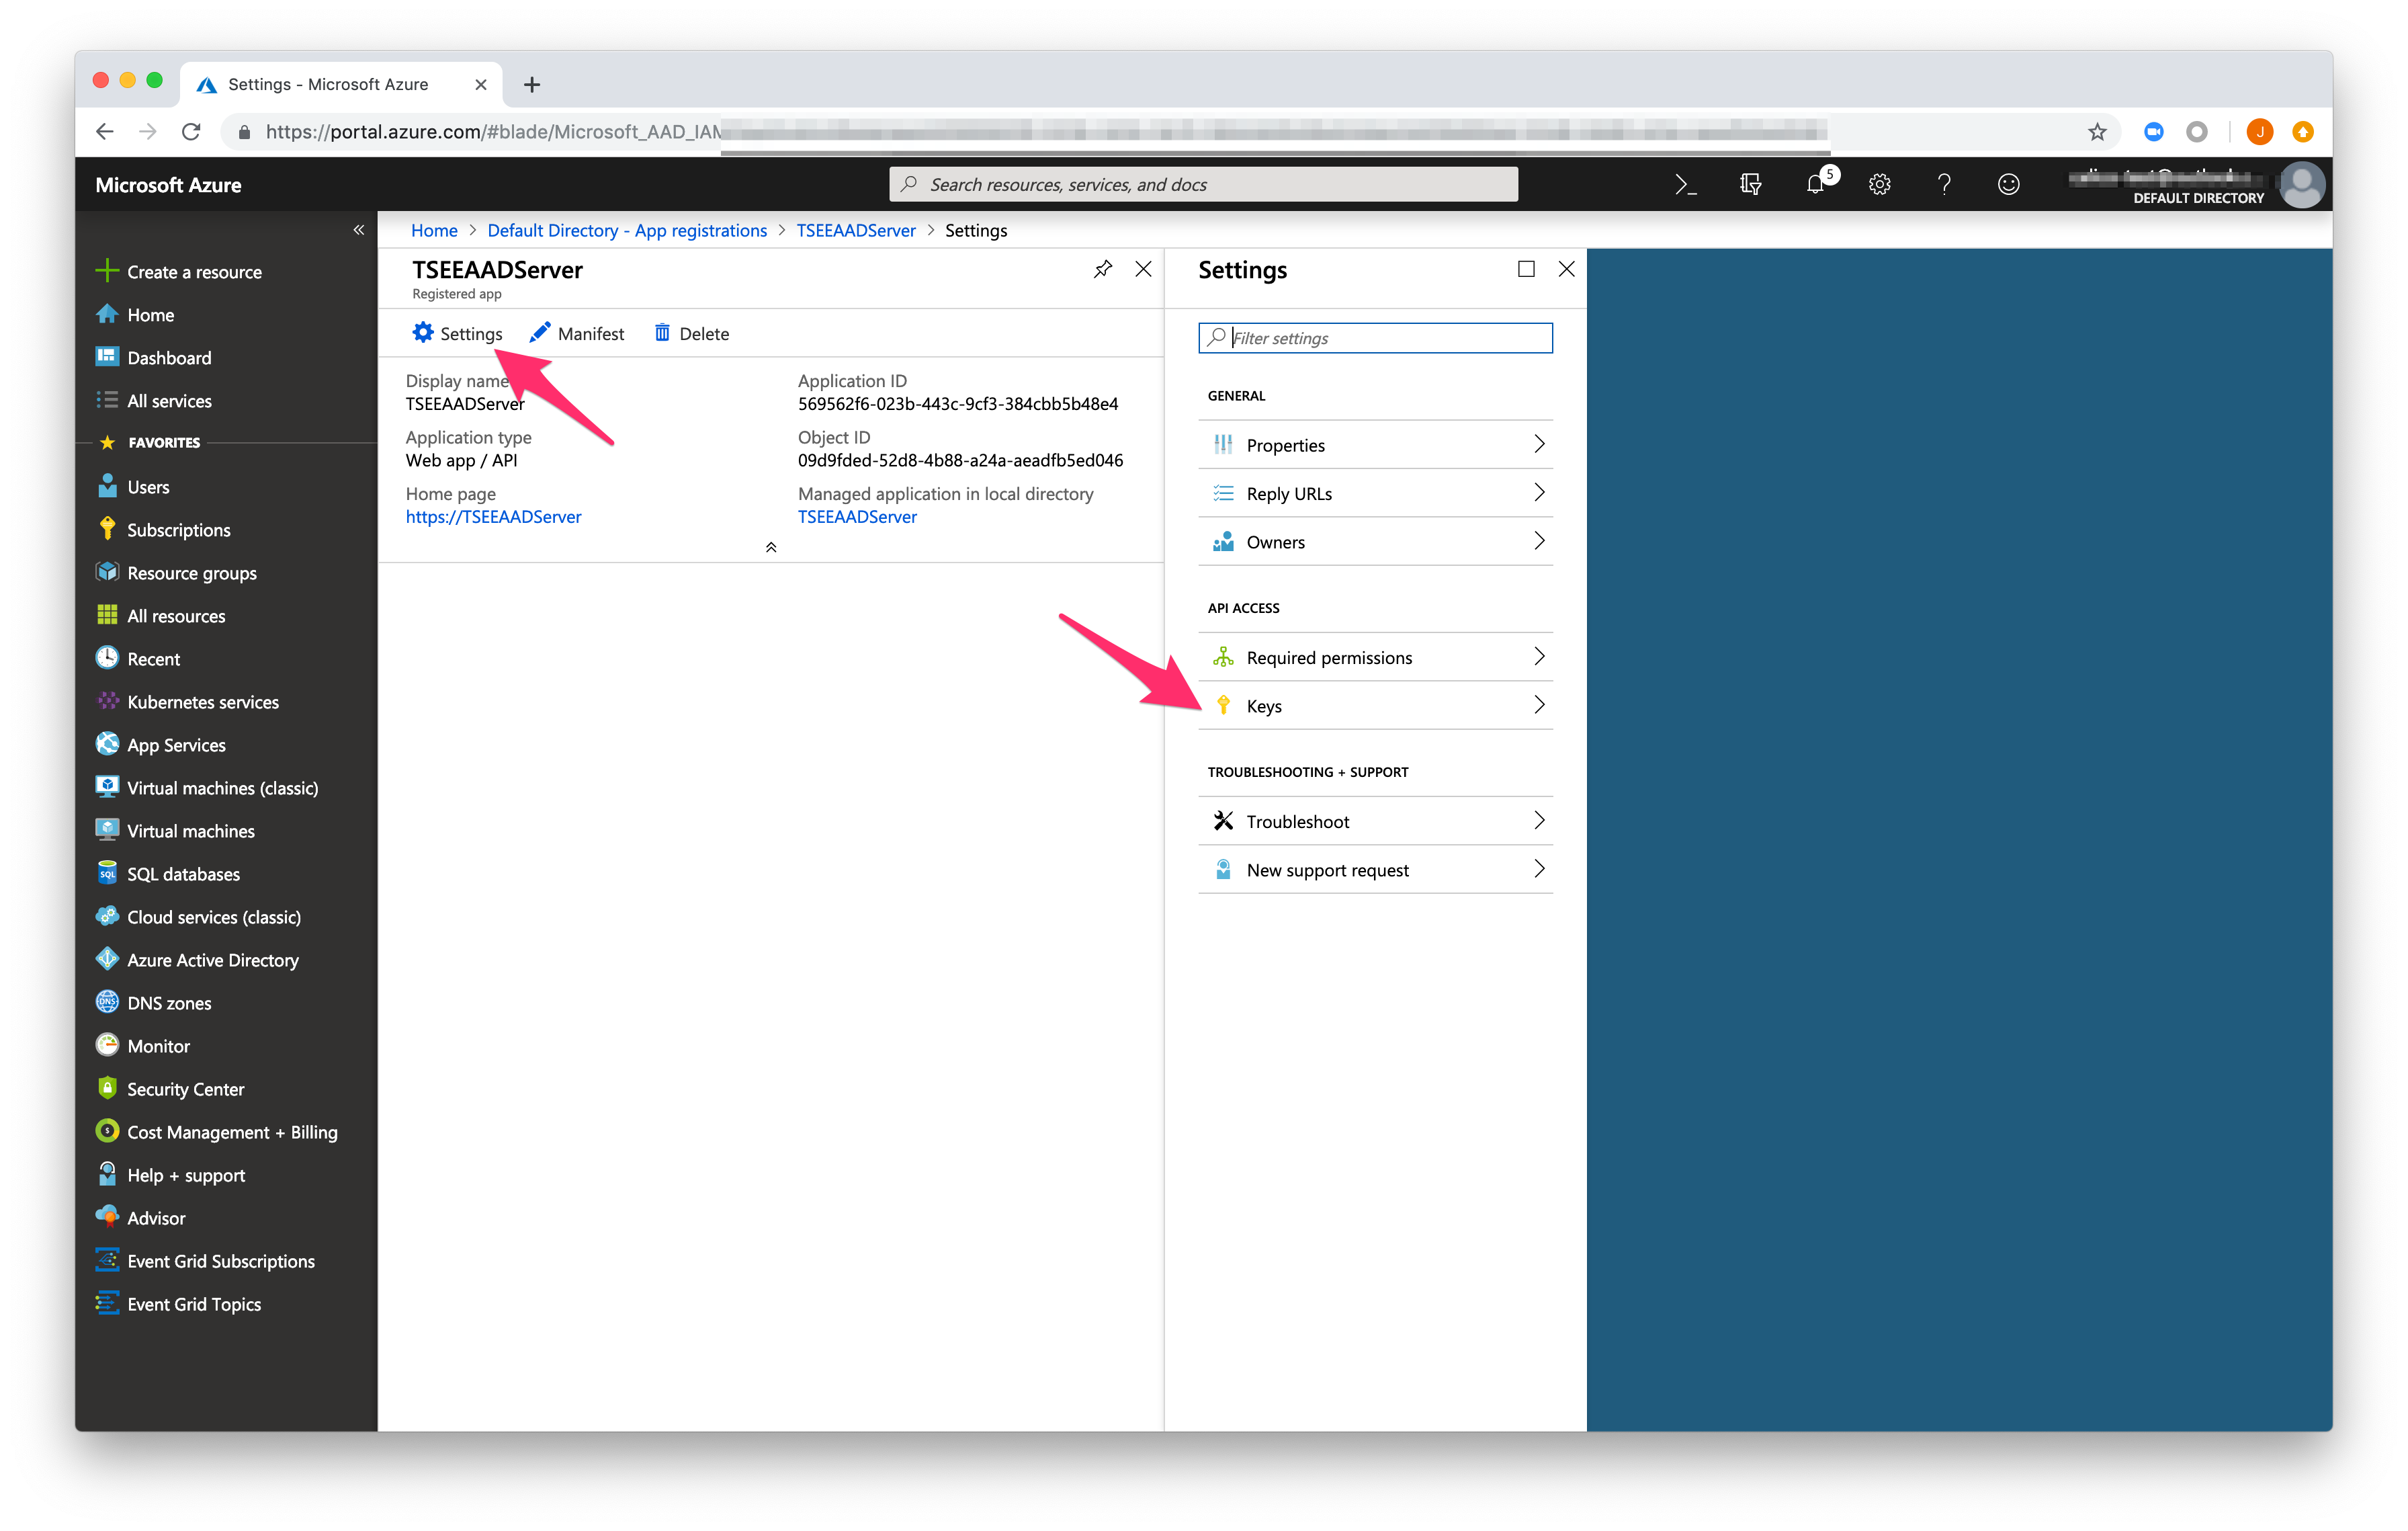 Settings - Microsoft Azure
https://portal.azure.com/#blade/Microsoft_AAD_IAM
J
Microsoft Azure
Search resources, services, and docs
5
DEFAULT DIRECTORY
Home > Default Directory - App registrations > TSEEAADServer > Settings
Create a resource
Home
Dashboard
All services
FAVORITES
Users
Subscriptions
Resource groups
All resources
Recent
Kubernetes services
App Services
Virtual machines (classic)
Virtual machines
SQL databases
Cloud services (classic)
Azure Active Directory
DNS zones
Monitor
Security Center
Cost Management + Billing
Help + support
Advisor
Event Grid Subscriptions
Event Grid Topics
TSEEAADServer
Registered app
Settings Manifest Delete
Display name
TSEEAADServer
Application type
Web app / API
Home page
https://TSEEAADServer
Application ID
569562f6-023b-443c-9cf3-384cbb5b48e4
Object ID
09d9fded-52d8-4b88-a24a-aeadfb5ed046
Managed application in local directory
TSEEAADServer
Settings
Filter settings
GENERAL
Properties
Reply URLs
Owners
API ACCESS
Required permissions
Keys
TROUBLESHOOTING + SUPPORT
Troubleshoot
New support request